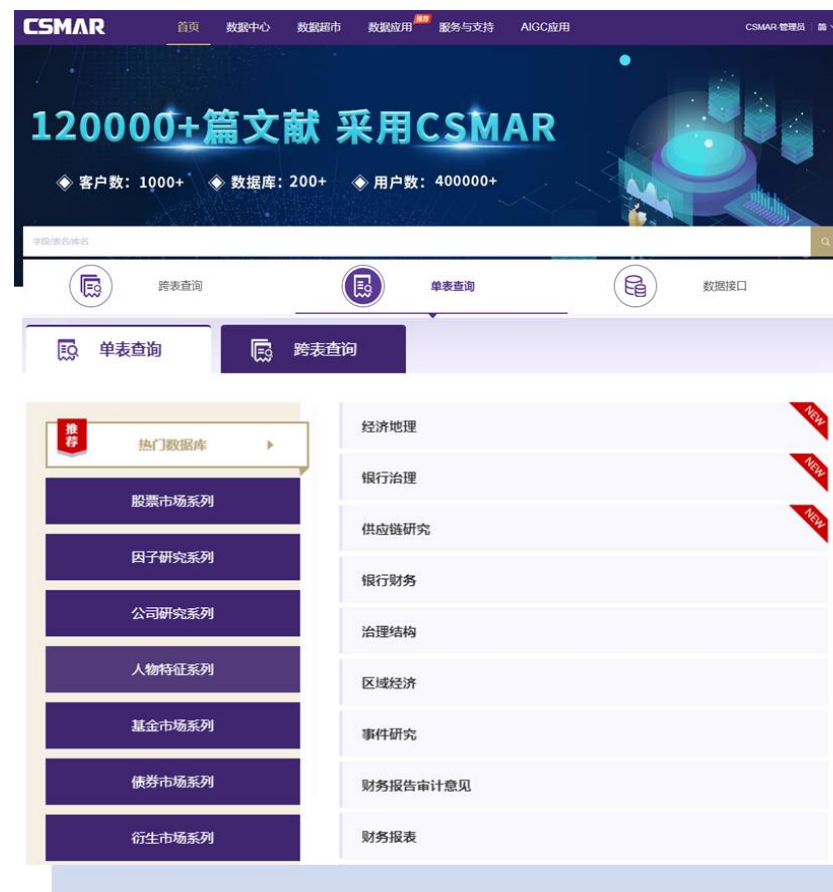 CSMAR 首页 数据中心 数据超市 数据应用 推荐 服务与支持 AIGC应用 CSMAR-管理员 简
120000+篇文献 采用CSMAR
客户数：1000+ 数据库：200+ 用户数：400000+
字段/表名/库名
跨表查询 单表查询 数据接口
单表查询 跨表查询
推荐
热门数据库
股票市场系列
因子研究系列
公司研究系列
人物特征系列
基金市场系列
债券市场系列
衍生市场系列
经济地理 NEW
银行治理 NEW
供应链研究 NEW
银行财务
治理结构
区域经济
事件研究
财务报告审计意见
财务报表